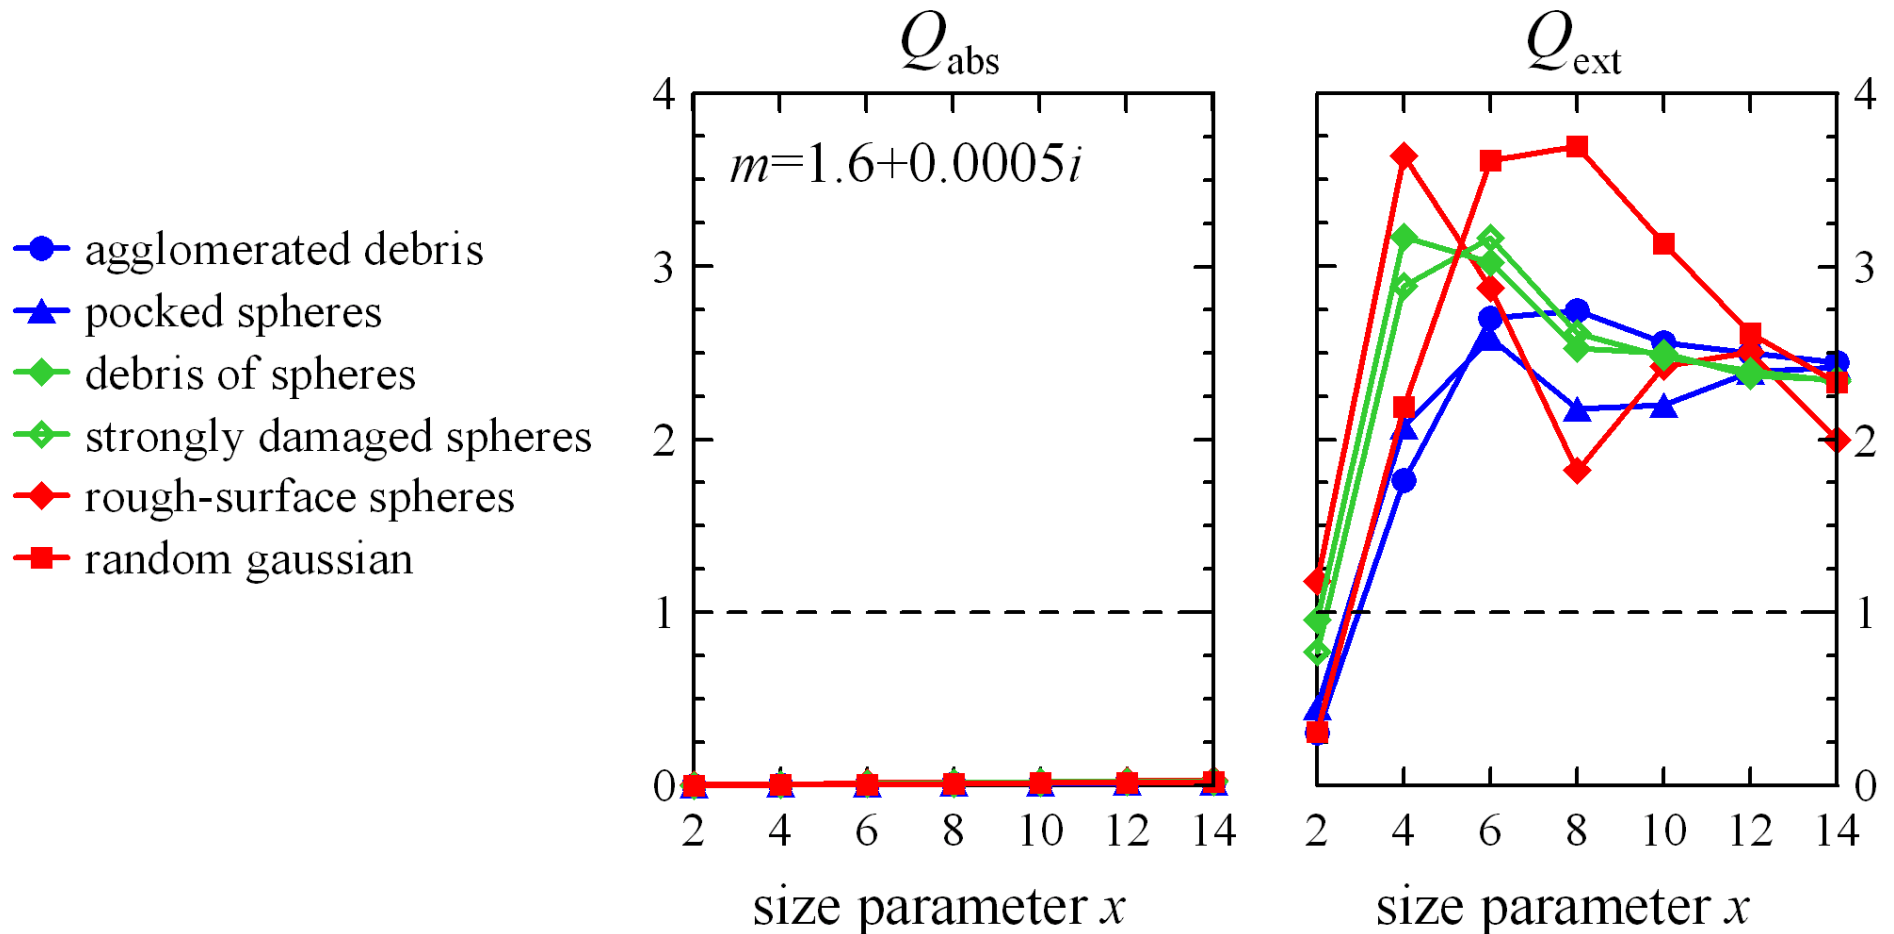 Qabs
Qext
m=1.6+0.0005i
agglomerated debris
pocked spheres
debris of spheres
strongly damaged spheres
rough-surface spheres
random gaussian
4
3
2
1
0
4
3
2
1
0
2 4 6 8 10 12 14
2 4 6 8 10 12 14
size parameter x
size parameter x